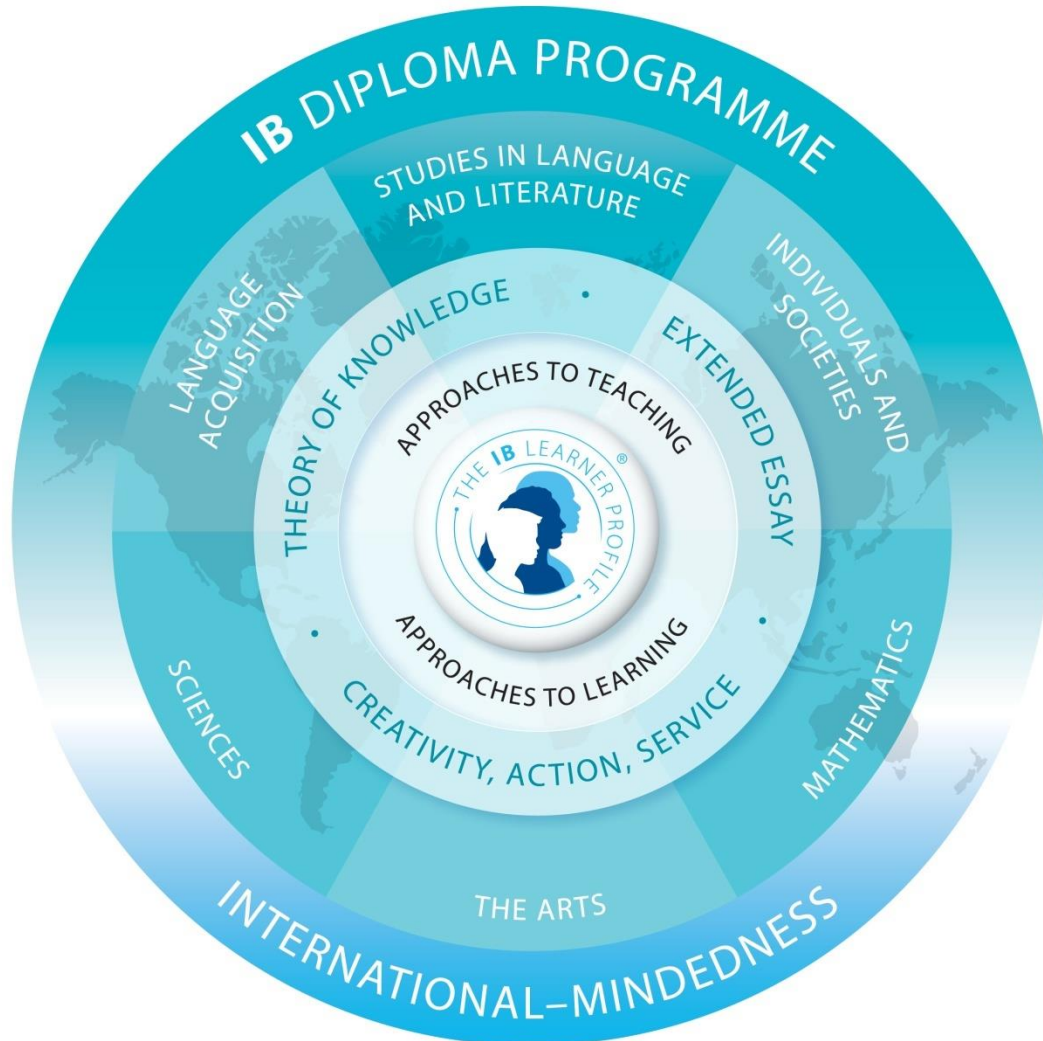 IB DIPLOMA PROGRAMME
STUDIES IN LANGUAGE
AND LITERATURE
LANGUAGE
ACQUISITION
INDIVIDUALS AND
SOCIETIES
THEORY OF KNOWLEDGE
EXTENDED ESSAY
APPROACHES TO TEACHING
THE IB LEARNER PROFILE®
APPROACHES TO LEARNING
CREATIVITY, ACTION, SERVICE
SCIENCES
MATHEMATICS
THE ARTS
INTERNATIONAL–MINDEDNESS